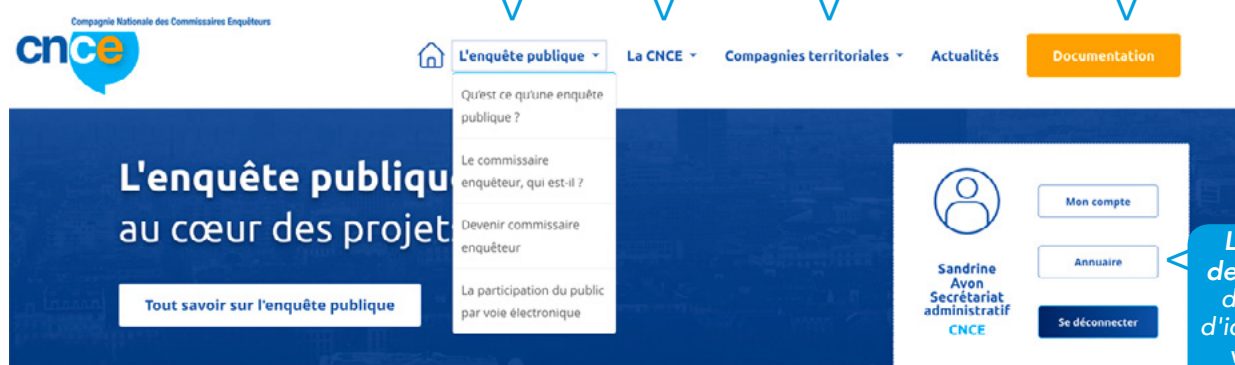 Compagnie Nationale des Commissaires Enquêteurs
cnce
L'enquête publique
La CNCE
Compagnies territoriales
Actualités
Documentation
Qu'est ce qu'une enquête
publique ?
Le commissaire
enquêteur, qui est-il ?
Devenir commissaire
enquêteur
La participation du public
par voie électronique
L'enquête publiqu
au cœur des projet
Tout savoir sur l'enquête publique
Sandrine
Avon
Secrétariat
administratif
CNCE
Mon compte
Annuaire
Se déconnecter
L
de
d
d'i